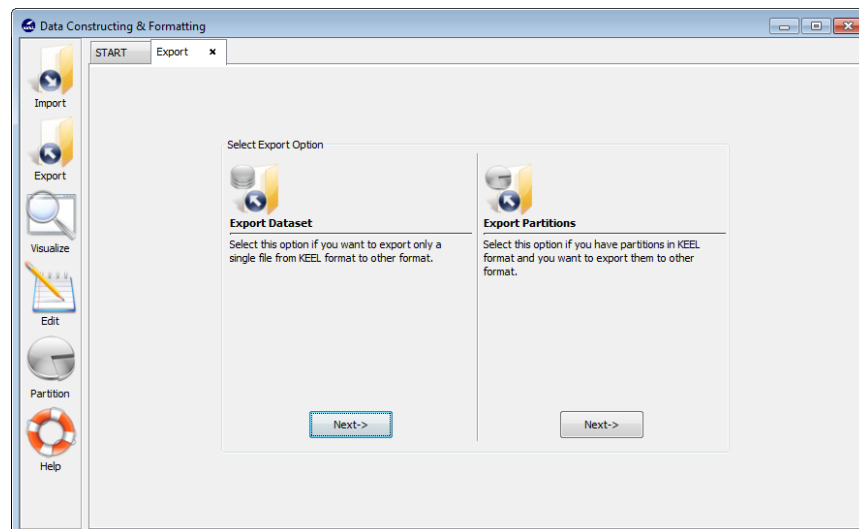 Data Constructing & Formatting
START
Export
Import
Export
Visualize
Edit
Partition
Help
Select Export Option
Export Dataset
Select this option if you want to export only a
single file from KEEL format to other format.
Next->
Export Partitions
Select this option if you have partitions in KEEL
format and you want to export them to other
format.
Next->